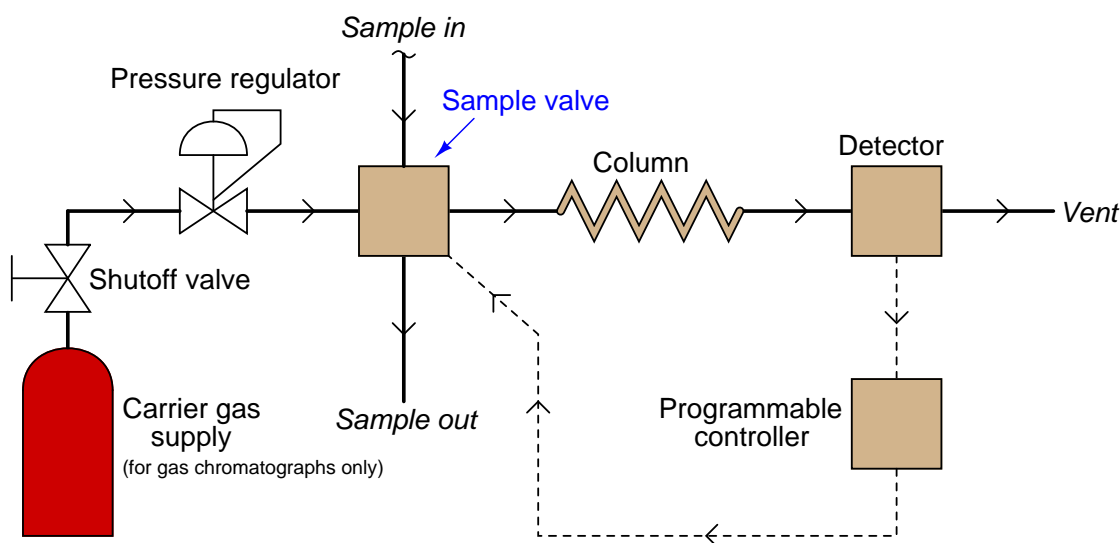 Sample in
Pressure regulator
Sample valve
Column
Detector
Vent
Shutoff valve
Carrier gas
supply
(for gas chromatographs only)
Sample out
Programmable
controller